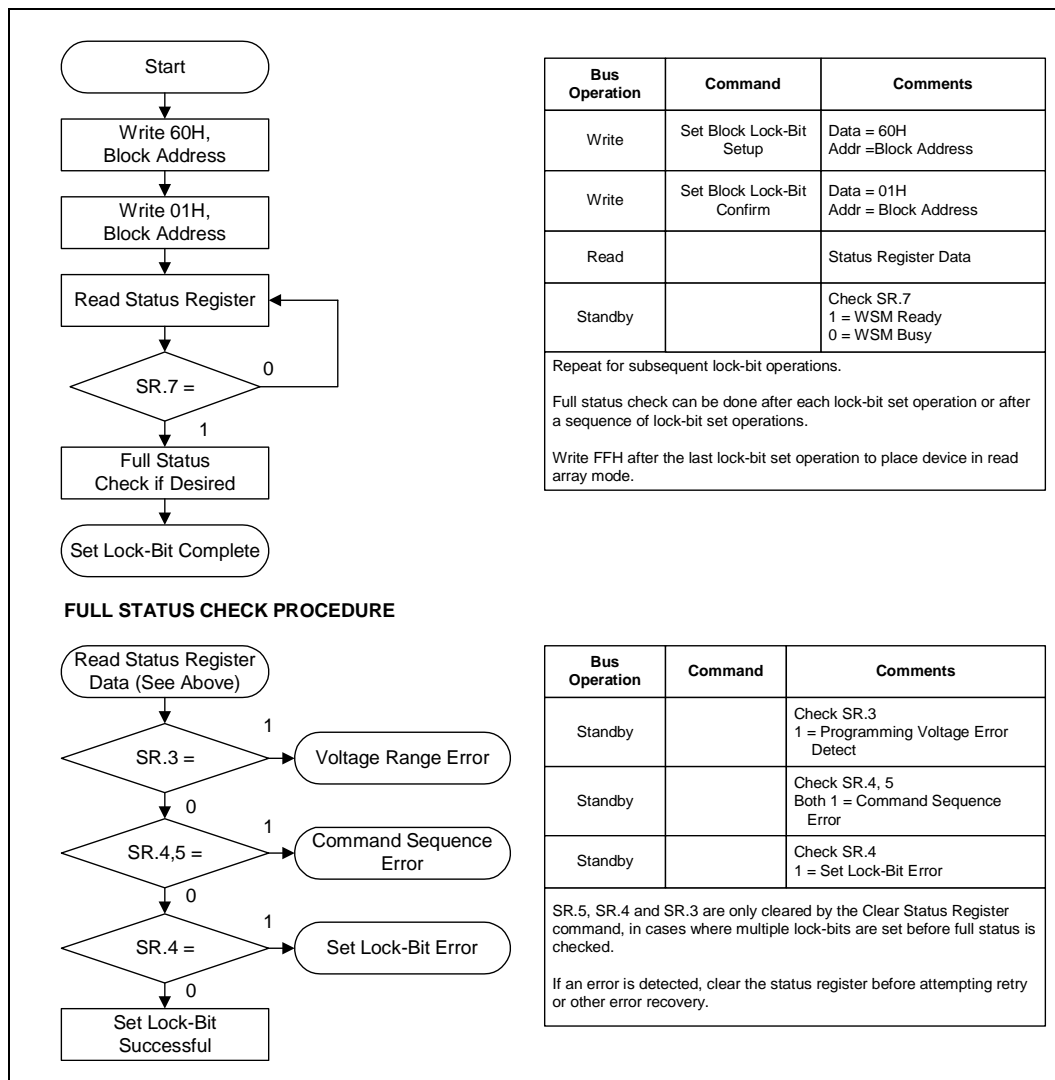 Start
Write 60H,
Block Address
Write 01H,
Block Address
Read Status Register
SR.7 =
0
1
Full Status
Check if Desired
Set Lock-Bit Complete
Bus
Operation
Command
Comments
Write
Set Block Lock-Bit
Setup
Data = 60H
Addr =Block Address
Write
Set Block Lock-Bit
Confirm
Data = 01H
Addr = Block Address
Read
Status Register Data
Standby
Check SR.7
1 = WSM Ready
0 = WSM Busy
Repeat for subsequent lock-bit operations.
Full status check can be done after each lock-bit set operation or after
a sequence of lock-bit set operations.
Write FFH after the last lock-bit set operation to place device in read
array mode.
FULL STATUS CHECK PROCEDURE
Read Status Register
Data (See Above)
SR.3 =
1
Voltage Range Error
0
SR.4,5 =
1
Command Sequence
Error
0
SR.4 =
1
Set Lock-Bit Error
0
Set Lock-Bit
Successful
Bus
Operation
Command
Comments
Standby
Check SR.3
1 = Programming Voltage Error
Detect
Standby
Check SR.4, 5
Both 1 = Command Sequence
Error
Standby
Check SR.4
1 = Set Lock-Bit Error
SR.5, SR.4 and SR.3 are only cleared by the Clear Status Register
command, in cases where multiple lock-bits are set before full status is
checked.
If an error is detected, clear the status register before attempting retry
or other error recovery.